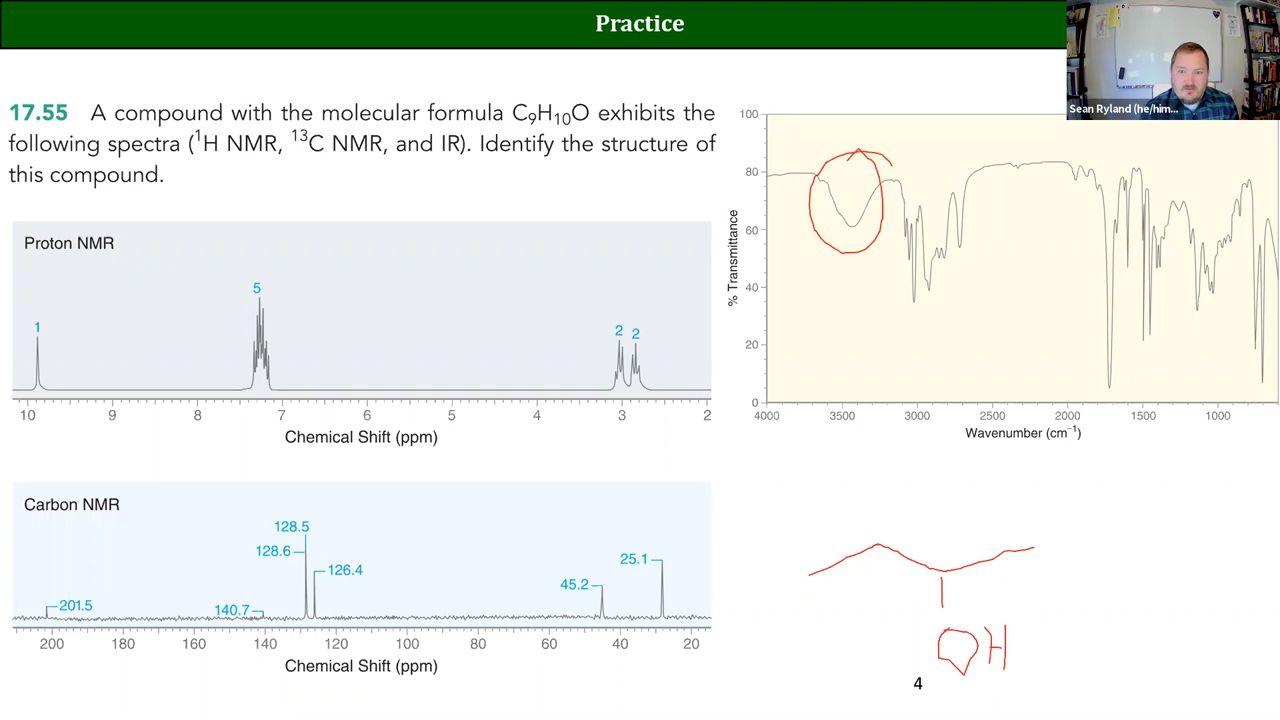 Practice
Sean Ryland (he/him...
17.55 A compound with the molecular formula C₉H₁₀O exhibits the
following spectra (¹H NMR, ¹³C NMR, and IR). Identify the structure of
this compound.
Proton NMR
1
5
2
2
10 9 8 7 6 5 4 3 2
Chemical Shift (ppm)
100
80
60
40
20
0
% Transmittance
4000 3500 3000 2500 2000 1500 1000
Wavenumber (cm⁻¹)
Carbon NMR
128.5
128.6
126.4
25.1
45.2
201.5
140.7
200 180 160 140 120 100 80 60 40 20
Chemical Shift (ppm)
OH
4